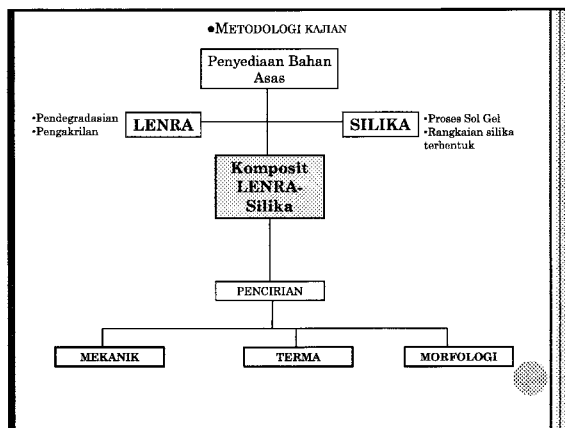 •METODOLOGI KAJIAN
Penyediaan Bahan
Asas
•Pendegradasian
•Pengakrilan
LENRA
SILIKA
•Proses Sol Gel
•Rangkaian silika
terbentuk
Komposit
LENRA-
Silika
PENCIRIAN
MEKANIK
TERMA
MORFOLOGI